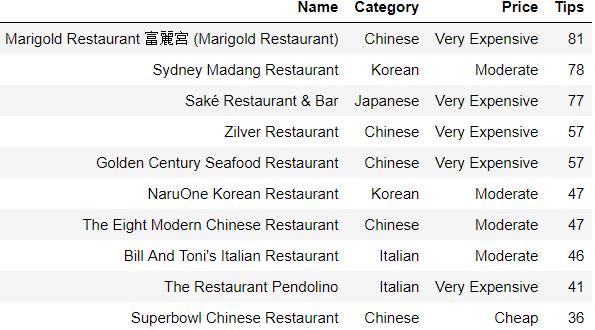 Name Category Price Tips
Marigold Restaurant 富麗宮 (Marigold Restaurant) Chinese Very Expensive 81
Sydney Madang Restaurant Korean Moderate 78
Saké Restaurant & Bar Japanese Very Expensive 77
Zilver Restaurant Chinese Very Expensive 57
Golden Century Seafood Restaurant Chinese Very Expensive 57
NaruOne Korean Restaurant Korean Moderate 47
The Eight Modern Chinese Restaurant Chinese Moderate 47
Bill And Toni's Italian Restaurant Italian Moderate 46
The Restaurant Pendolino Italian Very Expensive 41
Superbowl Chinese Restaurant Chinese Cheap 36